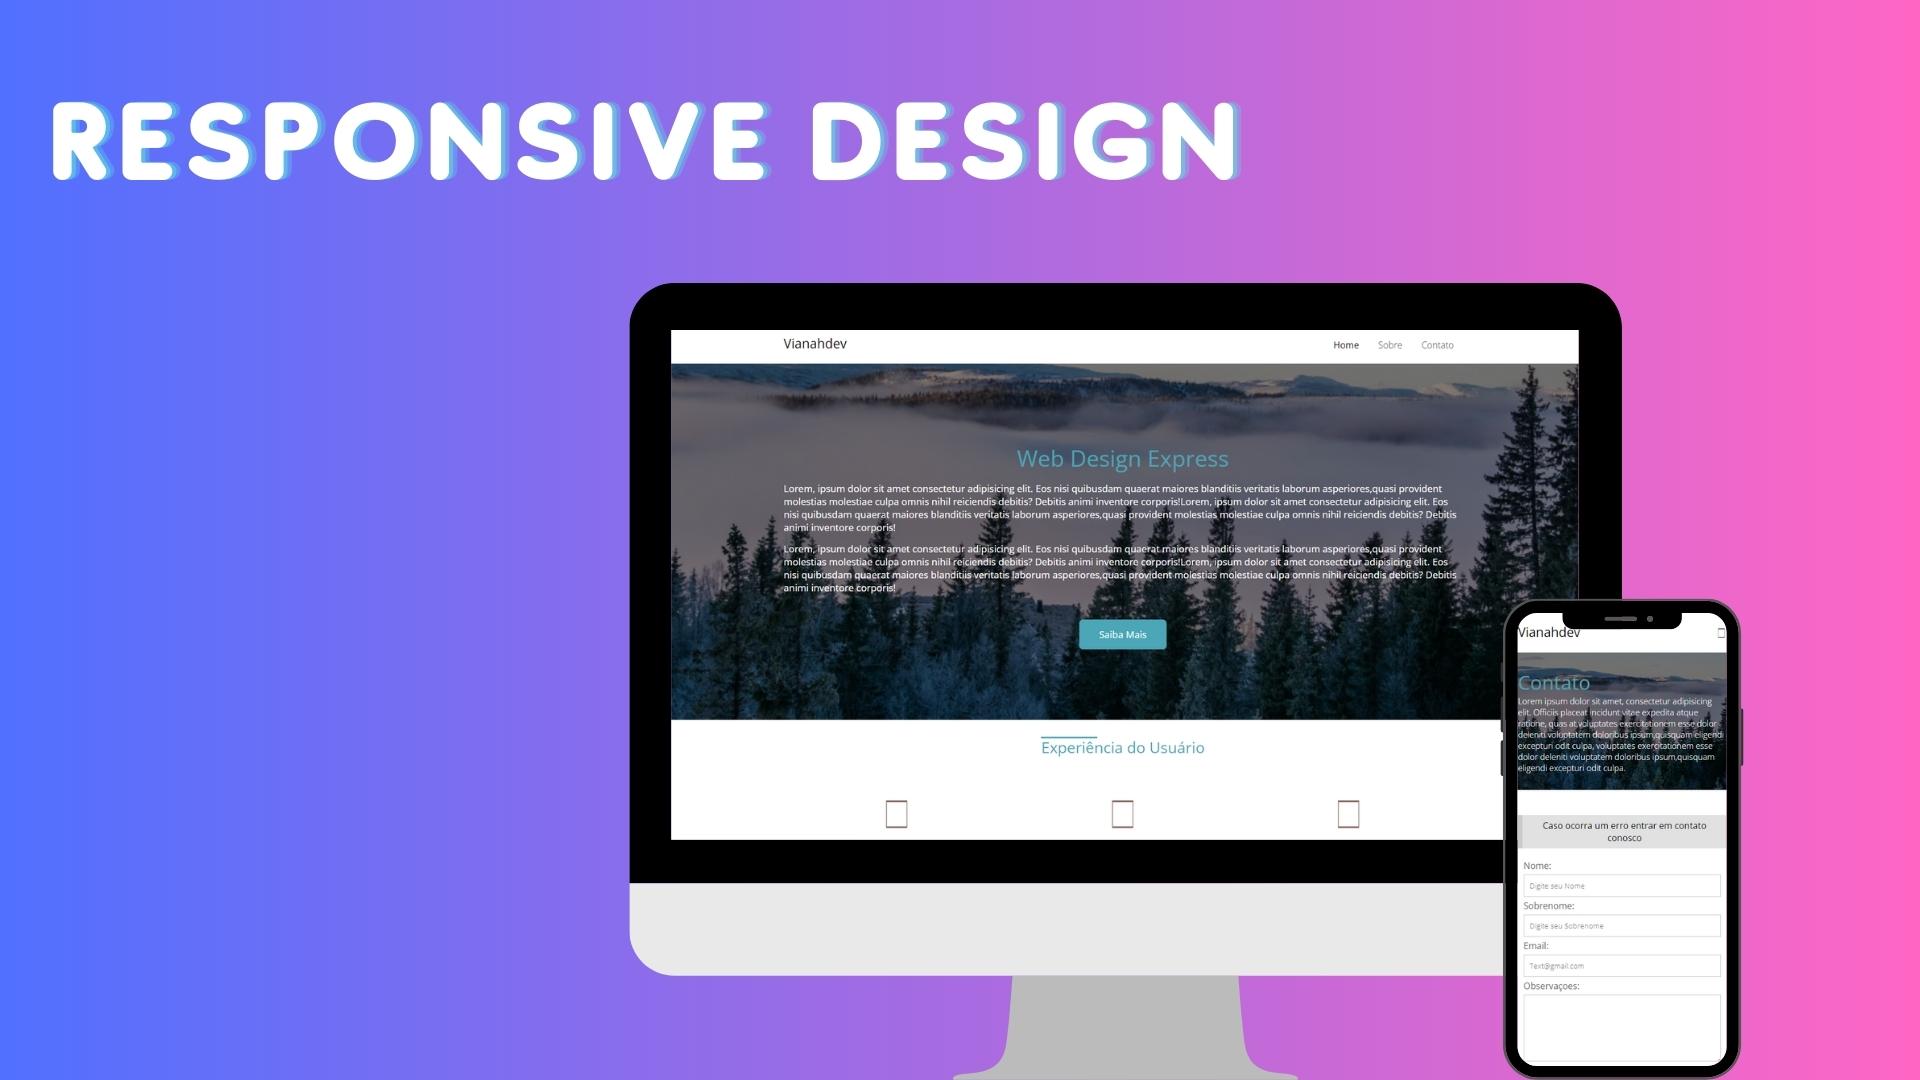 RESPONSIVE DESIGN
Vianahdev
Home Sobre Contato
Web Design Express
Lorem, ipsum dolor sit amet consectetur adipisicing elit. Eos nisi quibusdam quaerat maiores blanditiis veritatis laborum asperiores,quasi provident
molestias molestiae culpa omnis nihil reiciendis debitis? Debitis animi inventore corporis!Lorem, ipsum dolor sit amet consectetur adipisicing elit. Eos
nisi quibusdam quaerat maiores blanditiis veritatis laborum asperiores,quasi provident molestias molestiae culpa omnis nihil reiciendis debitis? Debitis
animi inventore corporis!
Lorem, ipsum dolor sit amet consectetur adipisicing elit. Eos nisi quibusdam quaerat maiores blanditiis veritatis laborum asperiores,quasi provident
molestias molestiae culpa omnis nihil reiciendis debitis? Debitis animi inventore corporis!Lorem, ipsum dolor sit amet consectetur adipisicing elit. Eos
nisi quibusdam quaerat maiores blanditiis veritatis laborum asperiores,quasi provident molestias molestiae culpa omnis nihil reiciendis debitis? Debitis
animi inventore corporis!
Saiba Mais
Experiência do Usuário
Vianahdev
Contato
Lorem ipsum dolor sit amet, consectetur adipisicing
elit. Officiis placeat incidunt vitae expedita atque
ratione, quas at voluptates exercitationem esse dolor
deleniti voluptatem doloribus ipsum,quisquam eligendi
excepturi odit culpa, voluptates exercitationem esse
dolor deleniti voluptatem doloribus ipsum,quisquam
eligendi excepturi odit culpa.
Caso ocorra um erro entrar em contato
conosco
Nome:
Digite seu Nome
Sobrenome:
Digite seu Sobrenome
Email:
Text@gmail.com
Observaçoes: